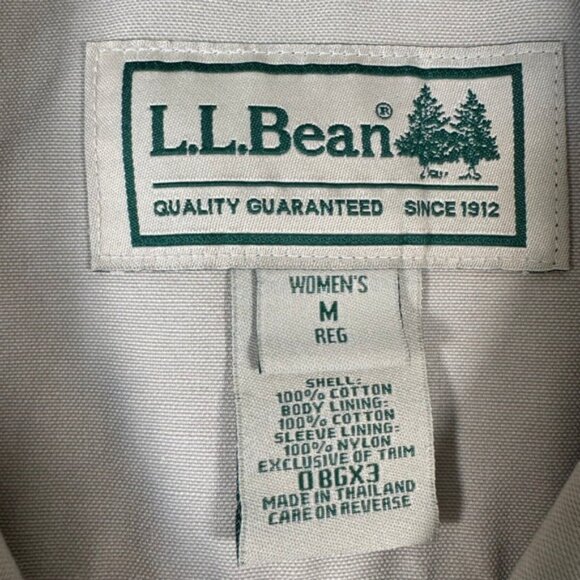 L.L.Bean®
QUALITY GUARANTEED SINCE 1912
WOMEN'S
M
REG
SHELL:
100% COTTON
BODY LINING:
100% COTTON
SLEEVE LINING:
100% NYLON
EXCLUSIVE OF TRIM
0BGX3
MADE IN THAILAND
CARE ON REVERSE